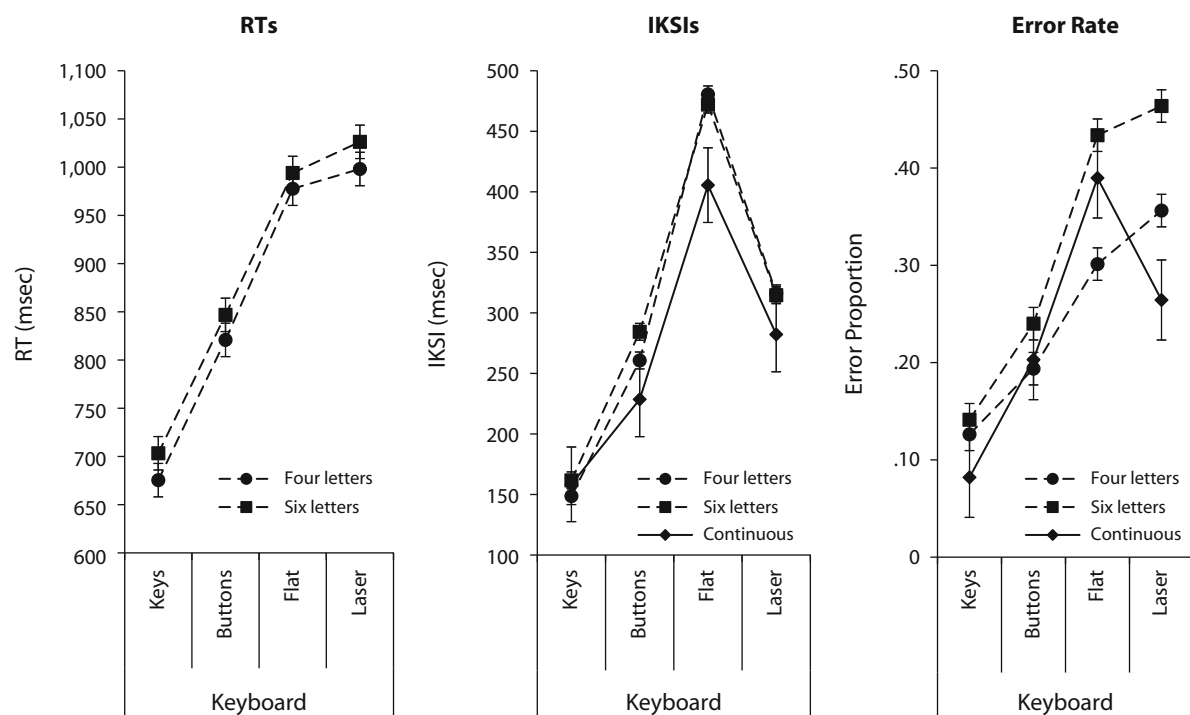 RTs
1,100
1,050
1,000
950
900
850
800
750
700
650
600
RT (msec)
Four letters
Six letters
Keys
Buttons
Flat
Laser
Keyboard
IKSIs
500
450
400
350
300
250
200
150
100
IKSI (msec)
Four letters
Six letters
Continuous
Keys
Buttons
Flat
Laser
Keyboard
Error Rate
.50
.40
.30
.20
.10
0
Error Proportion
Four letters
Six letters
Continuous
Keys
Buttons
Flat
Laser
Keyboard